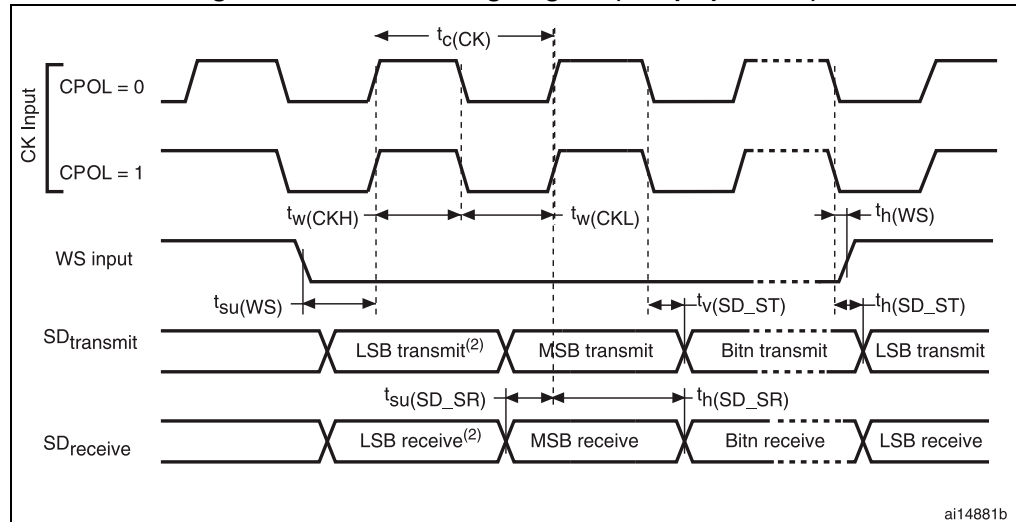 tc(CK)
CK Input
CPOL = 0
CPOL = 1
tw(CKH)
tw(CKL)
th(WS)
WS input
tsu(WS)
tv(SD_ST)
th(SD_ST)
SDtransmit
LSB transmit(2)
MSB transmit
Bitn transmit
LSB transmit
tsu(SD_SR)
th(SD_SR)
SDreceive
LSB receive(2)
MSB receive
Bitn receive
LSB receive
ai14881b